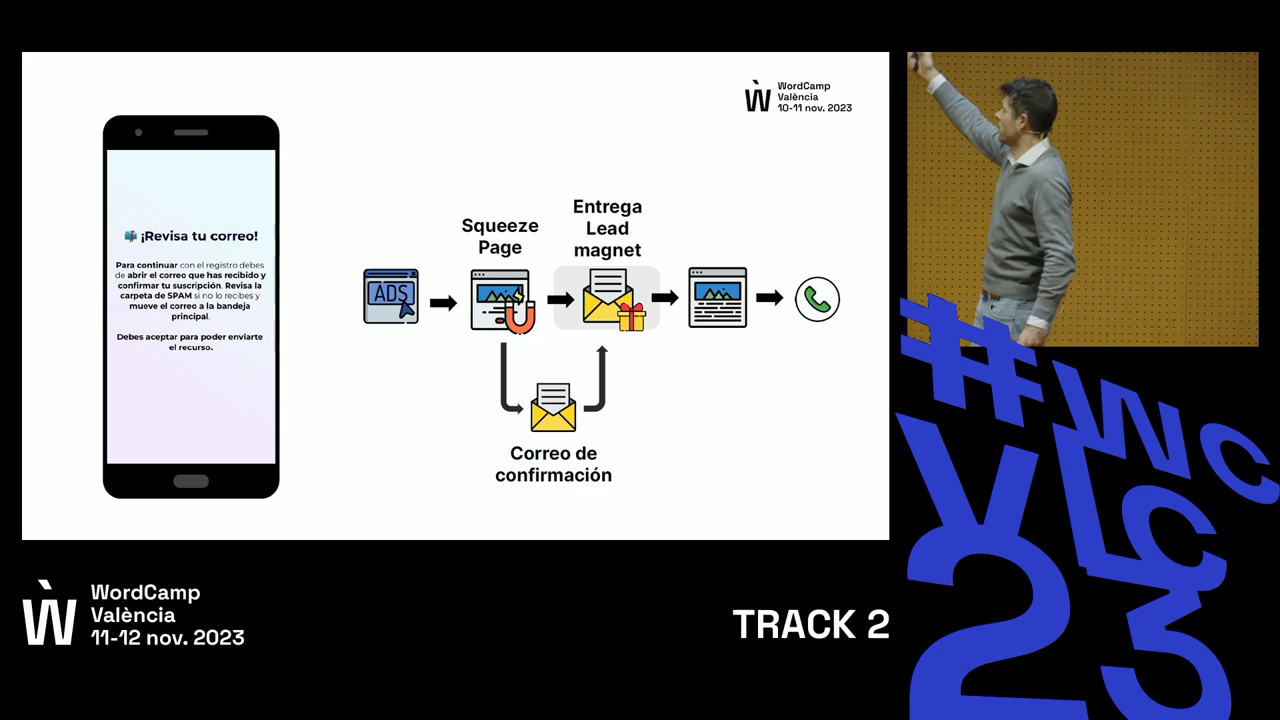 WordCamp
València
10-11 nov. 2023
📫 ¡Revisa tu correo!
Para continuar con el registro debes
de abrir el correo que has recibido y
confirmar tu suscripción. Revisa la
carpeta de SPAM si no lo recibes y
mueve el correo a la bandeja
principal.
Debes aceptar para poder enviarte
el recurso.
Squeeze
Page
Entrega
Lead
magnet
ADS
Correo de
confirmación
WordCamp
València
11-12 nov. 2023
TRACK 2
#WC
VLC
23